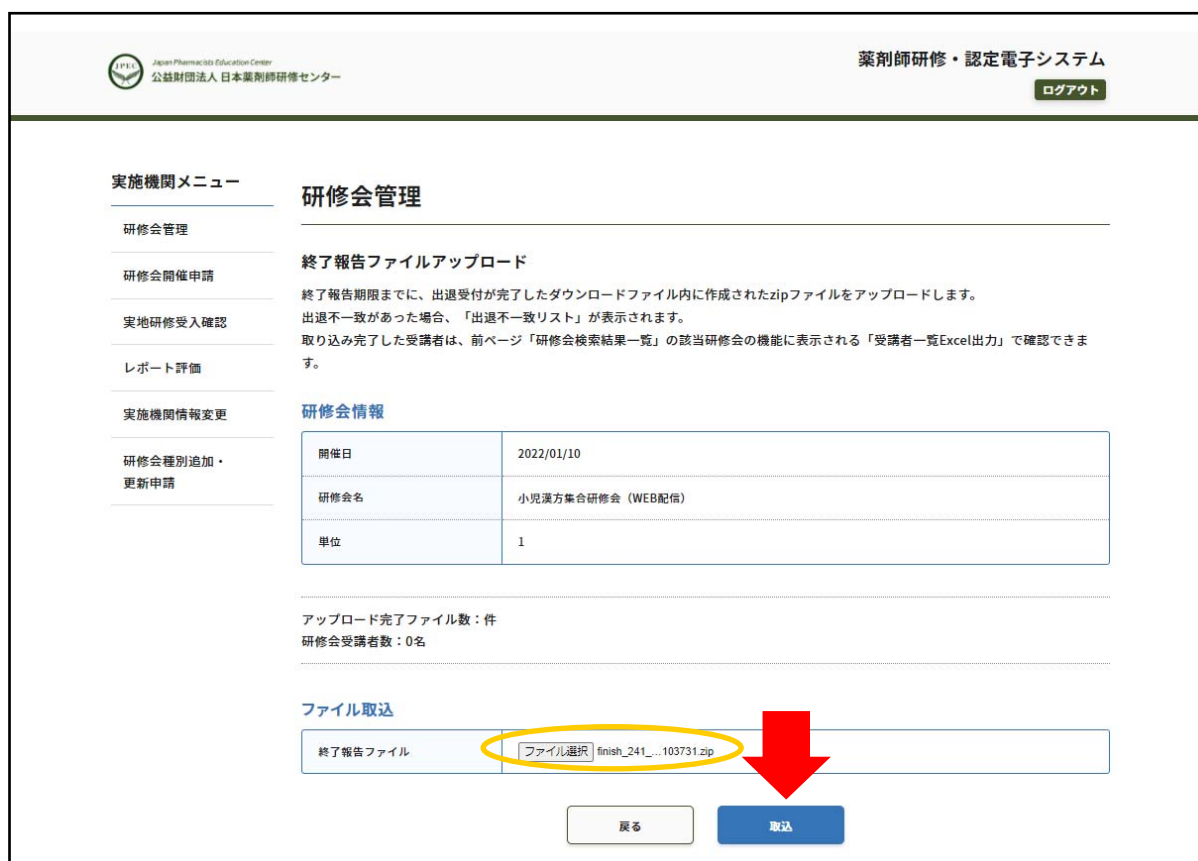 JPEC
Japan Pharmacists Education Center
公益財団法人 日本薬剤師研修センター
薬剤師研修・認定電子システム
ログアウト
実施機関メニュー
研修会管理
研修会開催申請
実地研修受入確認
レポート評価
実施機関情報変更
研修会種別追加・
更新申請
研修会管理
終了報告ファイルアップロード
終了報告期限までに、出退受付が完了したダウンロードファイル内に作成されたzipファイルをアップロードします。
出退不一致があった場合、「出退不一致リスト」が表示されます。
取り込み完了した受講者は、前ページ「研修会検索結果一覧」の該当研修会の機能に表示される「受講者一覧Excel出力」で確認できま
す。
研修会情報
開催日 2022/01/10
研修会名 小児漢方集合研修会（WEB配信）
単位 1
アップロード完了ファイル数：件
研修会受講者数：0名
ファイル取込
終了報告ファイル ファイル選択 finish_241_...103731.zip
戻る 取込